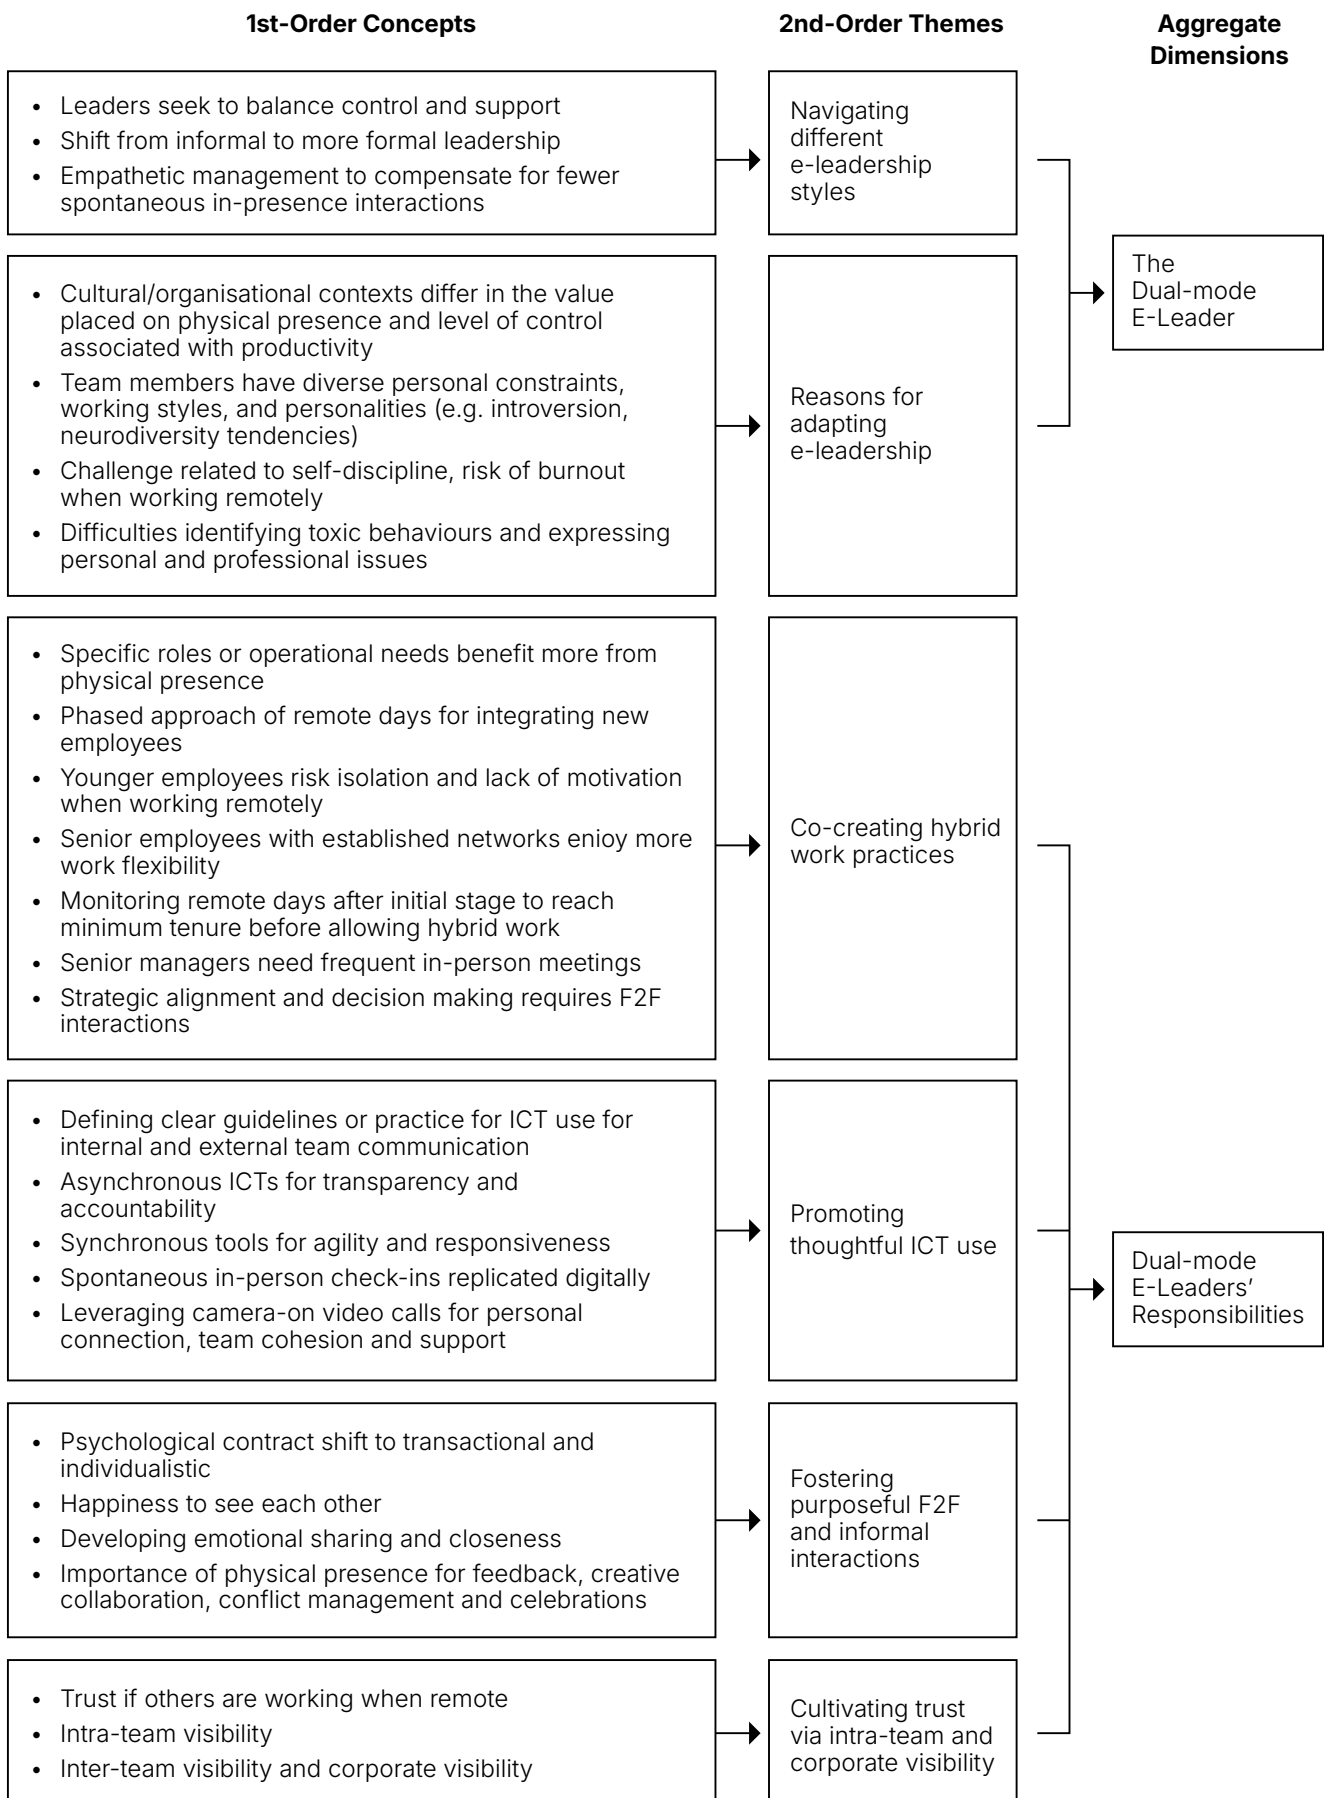 1st-Order Concepts
2nd-Order Themes
Aggregate
Dimensions
• Leaders seek to balance control and support
• Shift from informal to more formal leadership
• Empathetic management to compensate for fewer
spontaneous in-presence interactions
Navigating
different
e-leadership
styles
• Cultural/organisational contexts differ in the value
placed on physical presence and level of control
associated with productivity
• Team members have diverse personal constraints,
working styles, and personalities (e.g. introversion,
neurodiversity tendencies)
• Challenge related to self-discipline, risk of burnout
when working remotely
• Difficulties identifying toxic behaviours and expressing
personal and professional issues
Reasons for
adapting
e-leadership
The
Dual-mode
E-Leader
• Specific roles or operational needs benefit more from
physical presence
• Phased approach of remote days for integrating new
employees
• Younger employees risk isolation and lack of motivation
when working remotely
• Senior employees with established networks enjoy more
work flexibility
• Monitoring remote days after initial stage to reach
minimum tenure before allowing hybrid work
• Senior managers need frequent in-person meetings
• Strategic alignment and decision making requires F2F
interactions
Co-creating hybrid
work practices
• Defining clear guidelines or practice for ICT use for
internal and external team communication
• Asynchronous ICTs for transparency and
accountability
• Synchronous tools for agility and responsiveness
• Spontaneous in-person check-ins replicated digitally
• Leveraging camera-on video calls for personal
connection, team cohesion and support
Promoting
thoughtful ICT use
Dual-mode
E-Leaders’
Responsibilities
• Psychological contract shift to transactional and
individualistic
• Happiness to see each other
• Developing emotional sharing and closeness
• Importance of physical presence for feedback, creative
collaboration, conflict management and celebrations
Fostering
purposeful F2F
and informal
interactions
• Trust if others are working when remote
• Intra-team visibility
• Inter-team visibility and corporate visibility
Cultivating trust
via intra-team and
corporate visibility